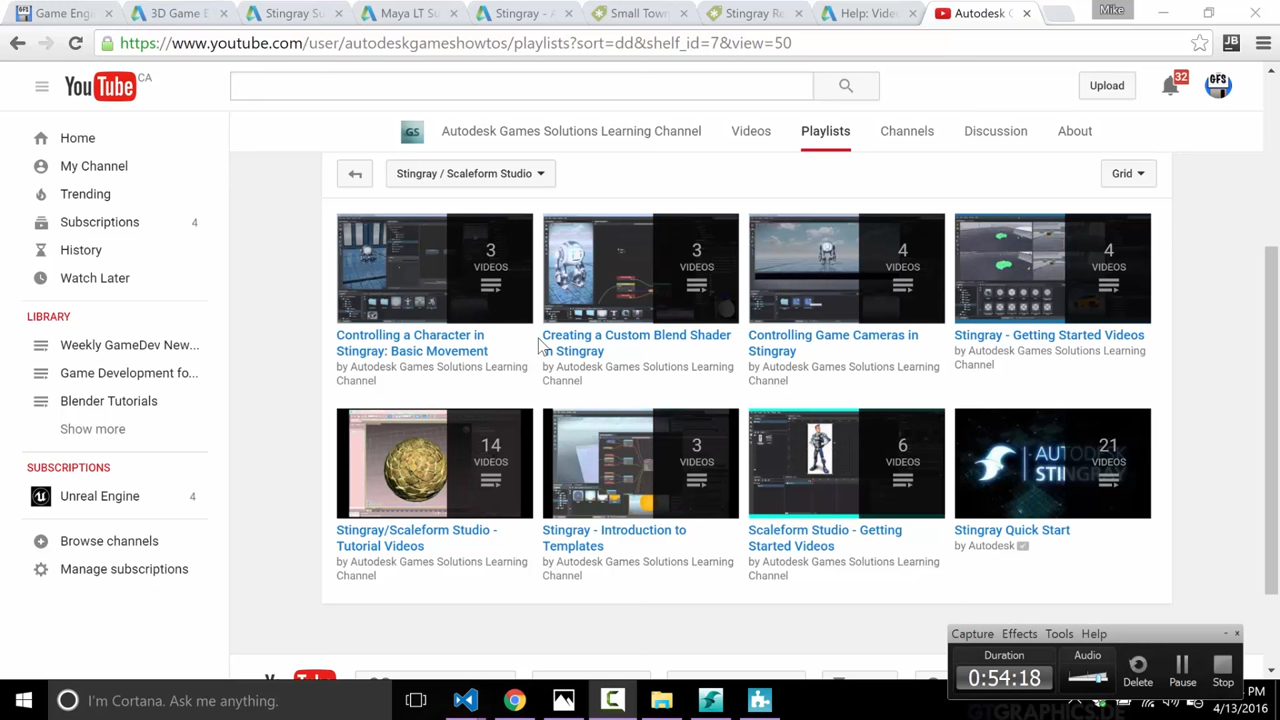 Game Engin
3D Game E
Stingray Su
Maya LT Su
Stingray - A
Small Town
Stingray Re
Help: Video
Autodesk G
Mike
https://www.youtube.com/user/autodeskgameshowtos/playlists?sort=dd&shelf_id=7&view=50
JB
YouTube CA
Upload
32
GFS
Home
My Channel
Trending
Subscriptions 4
History
Watch Later
LIBRARY
Weekly GameDev New...
Game Development fo...
Blender Tutorials
Show more
SUBSCRIPTIONS
Unreal Engine 4
Browse channels
Manage subscriptions
GS Autodesk Games Solutions Learning Channel Videos Playlists Channels Discussion About
Stingray / Scaleform Studio
Grid
3
VIDEOS
Controlling a Character in
Stingray: Basic Movement
by Autodesk Games Solutions Learning
Channel
3
VIDEOS
Creating a Custom Blend Shader
in Stingray
by Autodesk Games Solutions Learning
Channel
4
VIDEOS
Controlling Game Cameras in
Stingray
by Autodesk Games Solutions Learning
Channel
4
VIDEOS
Stingray - Getting Started Videos
by Autodesk Games Solutions Learning
Channel
14
VIDEOS
Stingray/Scaleform Studio -
Tutorial Videos
by Autodesk Games Solutions Learning
Channel
3
VIDEOS
Stingray - Introduction to
Templates
by Autodesk Games Solutions Learning
Channel
6
VIDEOS
Scaleform Studio - Getting
Started Videos
by Autodesk Games Solutions Learning
Channel
21
VIDEOS
Stingray Quick Start
by Autodesk
Capture Effects Tools Help
Duration
0:54:18
Audio
Delete
Pause
Stop
I'm Cortana. Ask me anything.
PM
4/13/2016